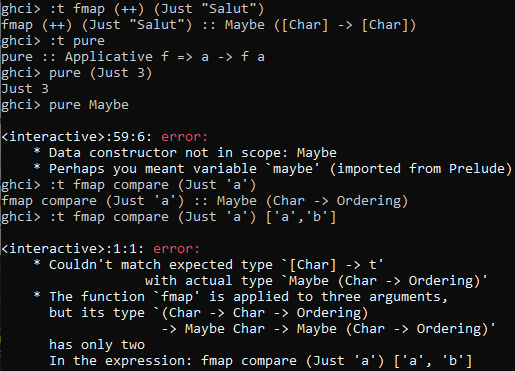 ghci> :t fmap (++) (Just "Salut")
fmap (++) (Just "Salut") :: Maybe ([Char] -> [Char])
ghci> :t pure
pure :: Applicative f => a -> f a
ghci> pure (Just 3)
Just 3
ghci> pure Maybe
<interactive>:59:6: error:
* Data constructor not in scope: Maybe
* Perhaps you meant variable `maybe' (imported from Prelude)
ghci> :t fmap compare (Just 'a')
fmap compare (Just 'a') :: Maybe (Char -> Ordering)
ghci> :t fmap compare (Just 'a') ['a','b']
<interactive>:1:1: error:
* Couldn't match expected type `[Char] -> t'
with actual type `Maybe (Char -> Ordering)'
* The function `fmap' is applied to three arguments,
but its type `(Char -> Char -> Ordering)
-> Maybe Char -> Maybe (Char -> Ordering)'
has only two
In the expression: fmap compare (Just 'a') ['a', 'b']